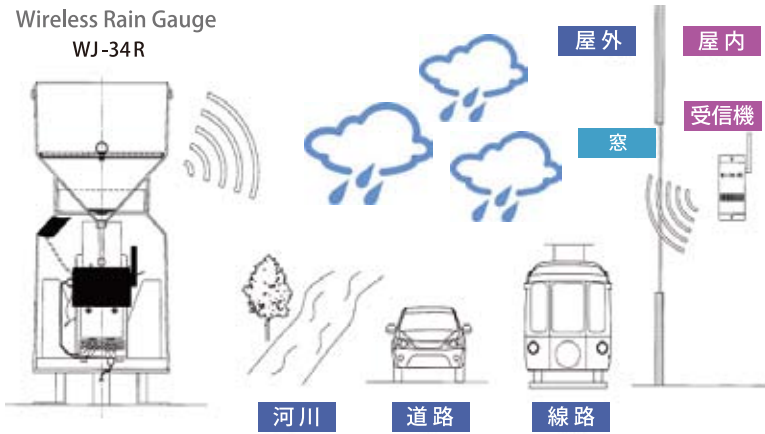 Wireless Rain Gauge
WJ-34R
屋外
屋内
受信機
窓
河川
道路
線路